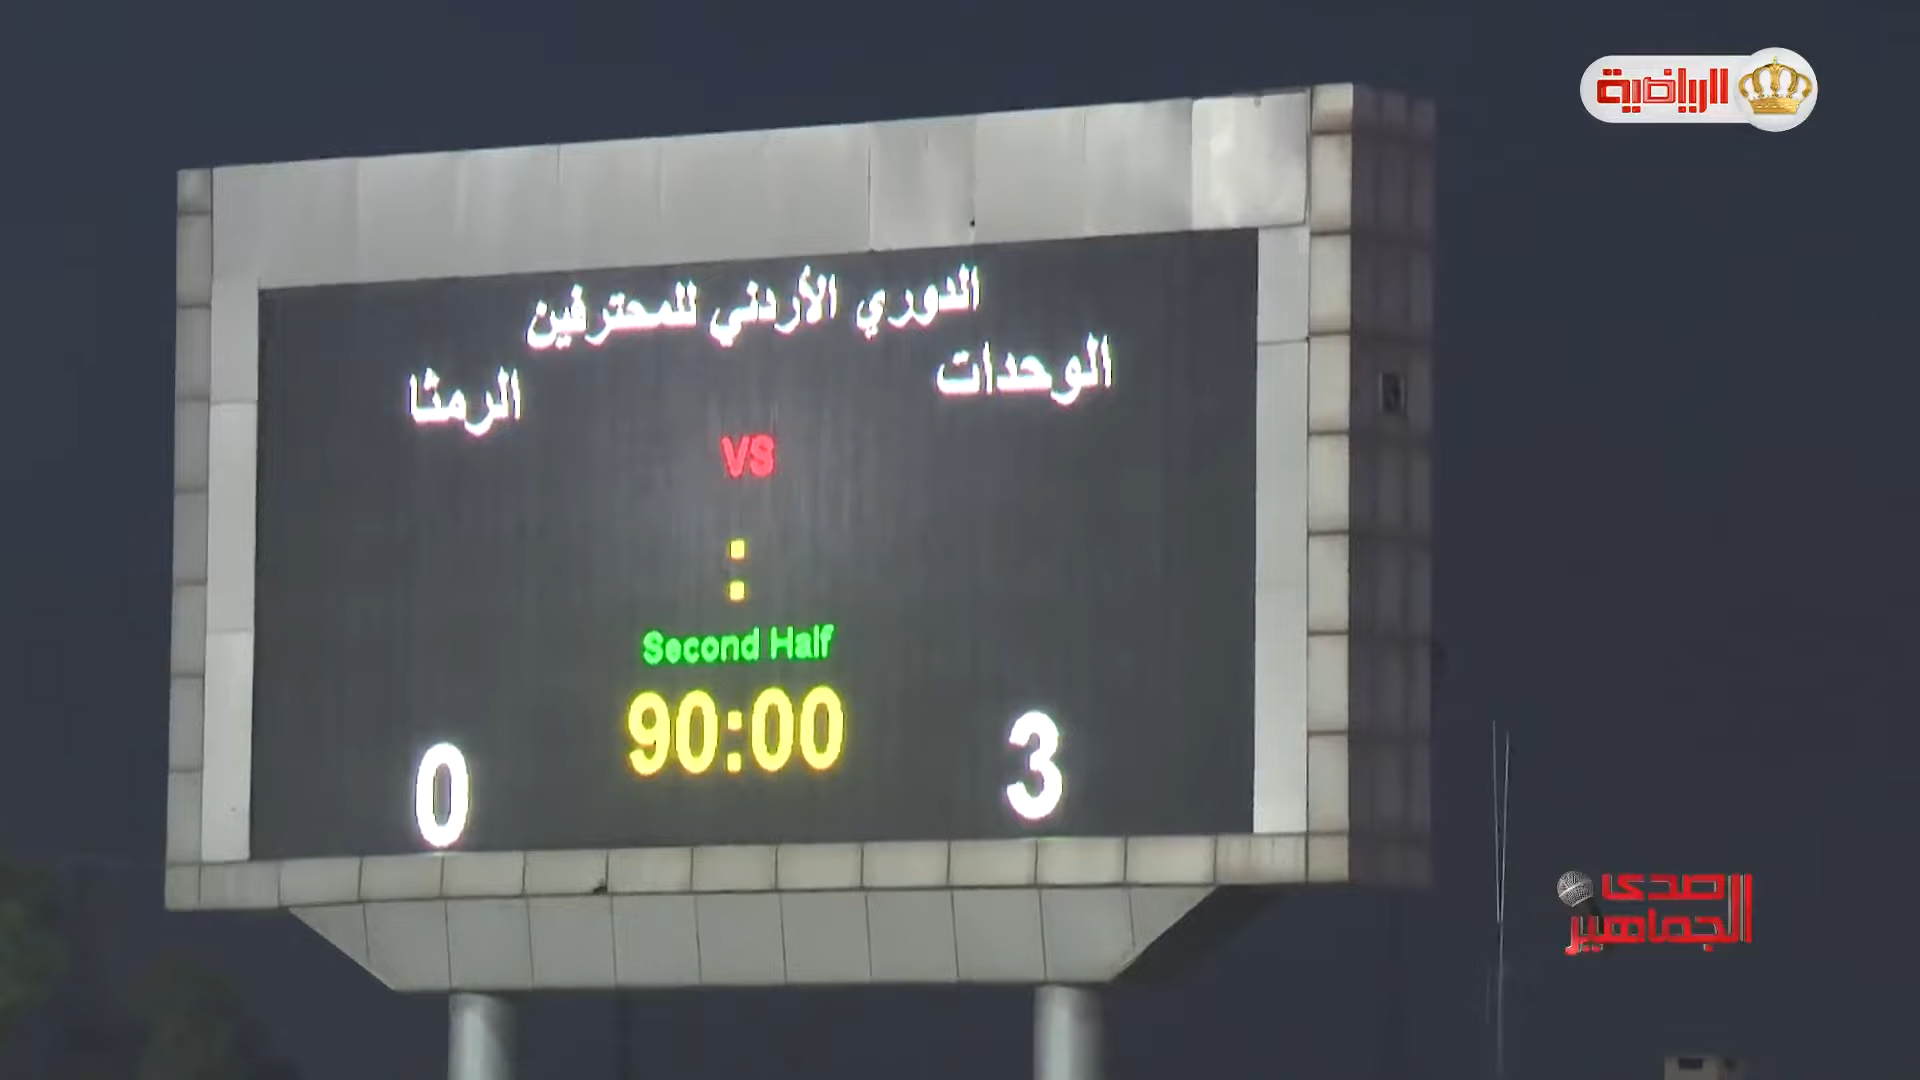 الرياضية
الدوري الأردني للمحترفين
الوحدات
الرمثا
VS
:
Second Half
90:00
3
0
صدى
الجماهير